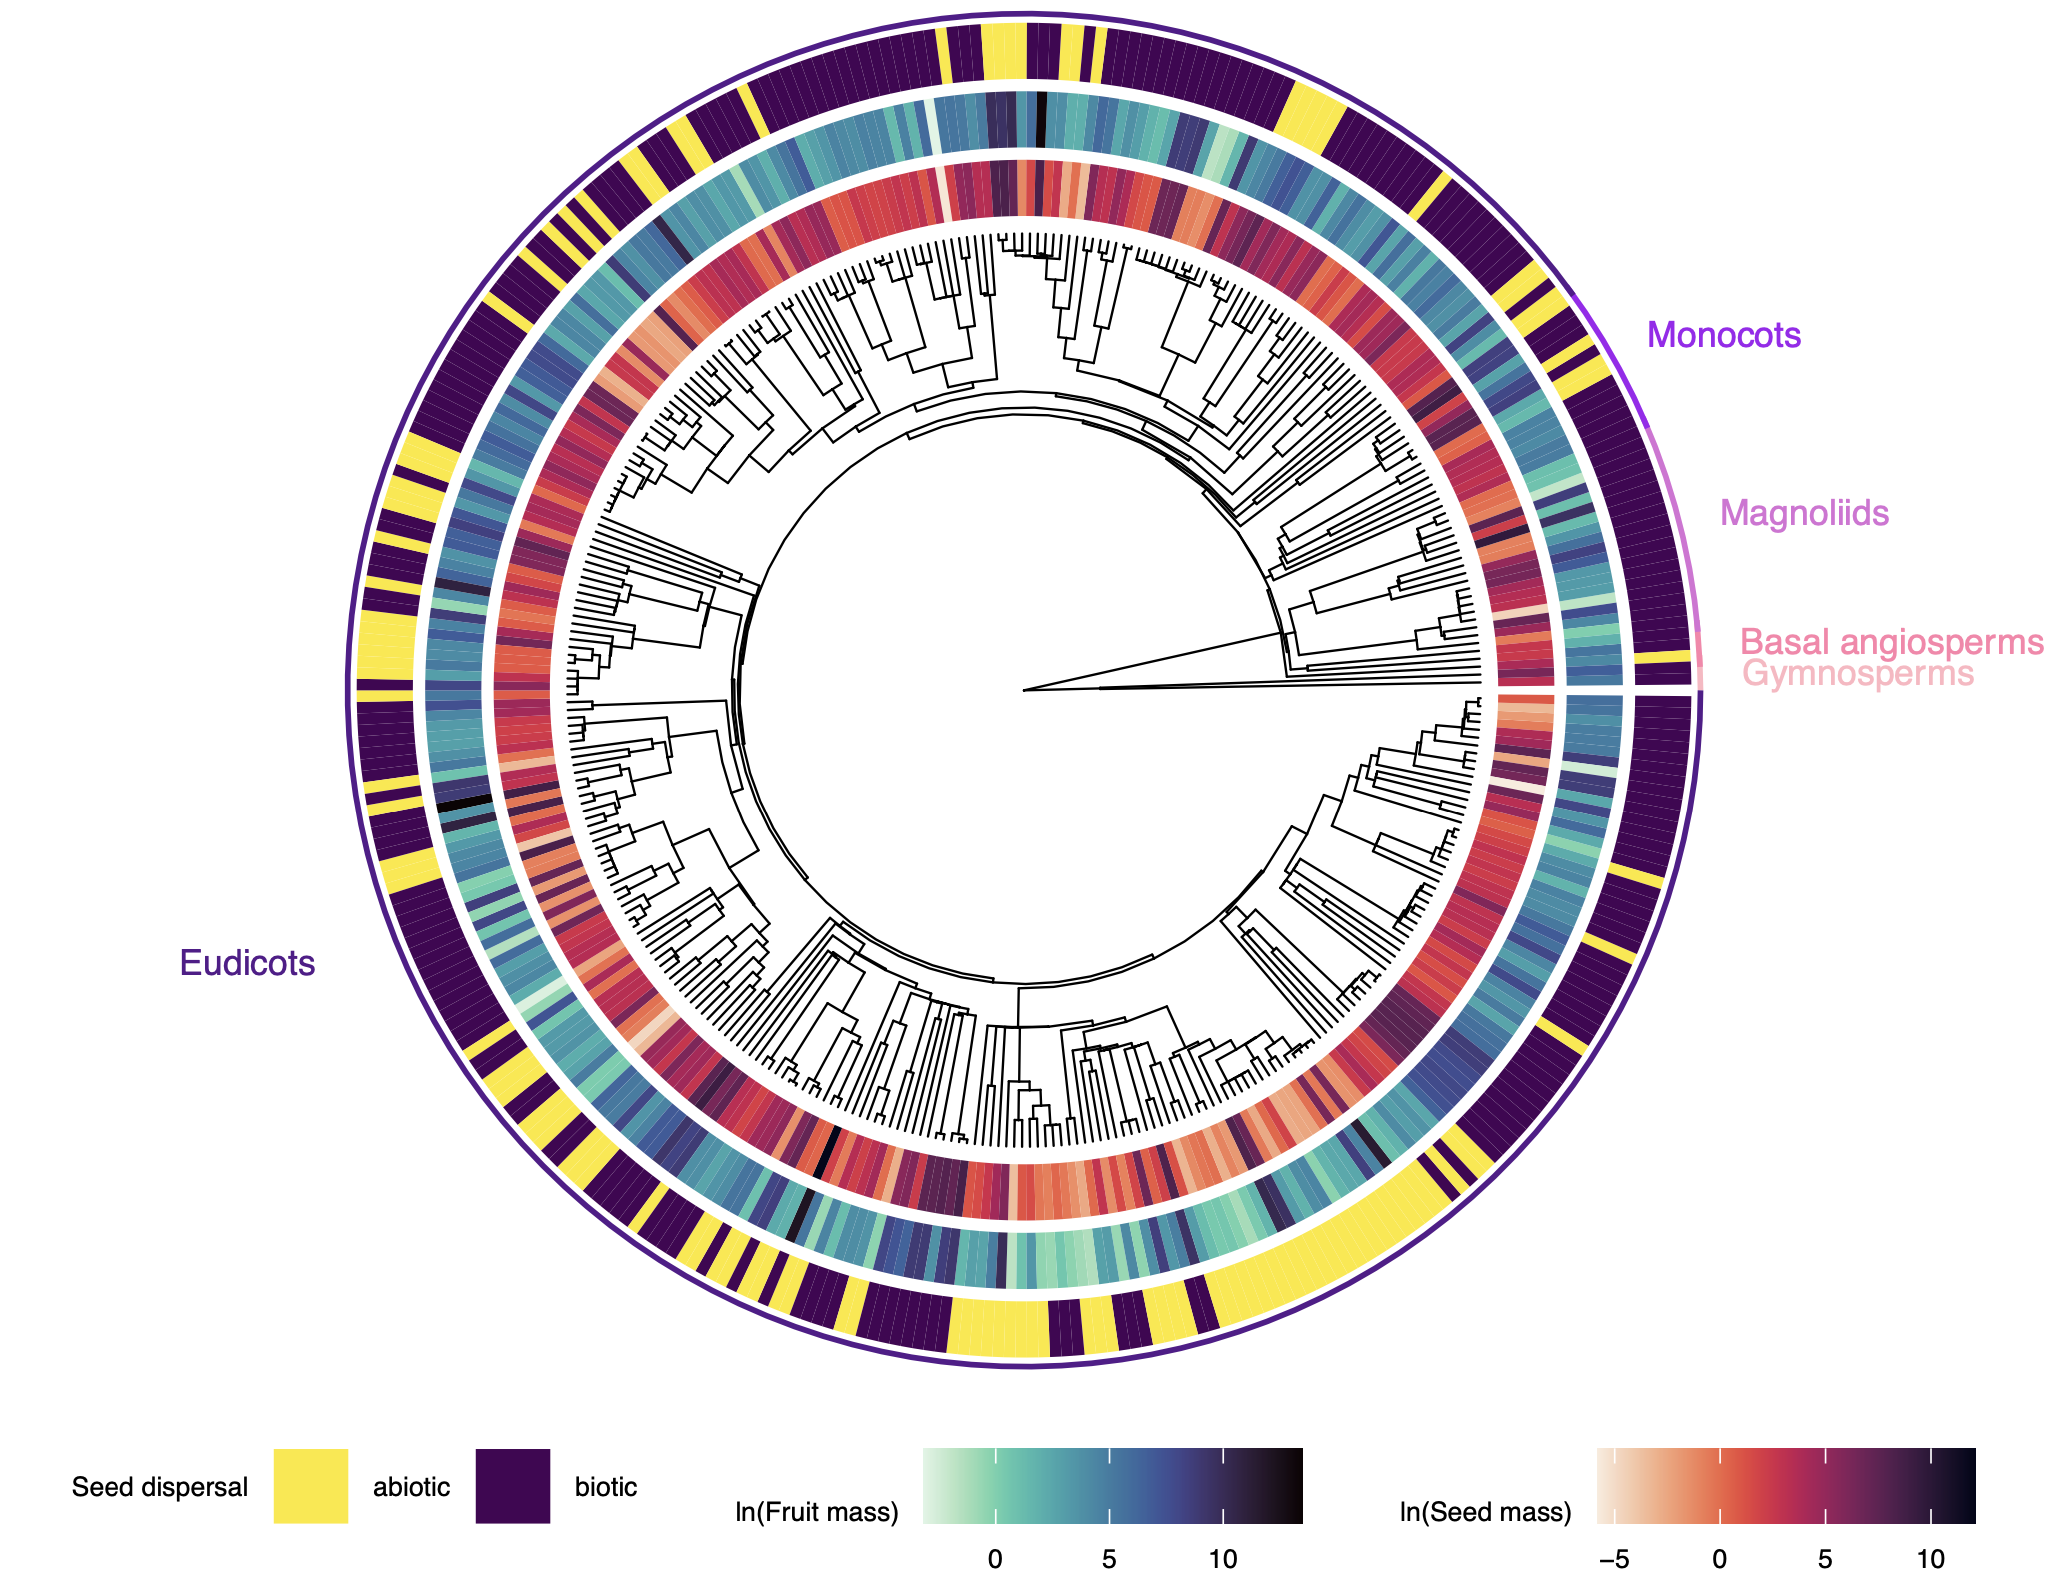 Monocots
Magnoliids
Basal angiosperms
Gymnosperms
Eudicots
Seed dispersal abiotic biotic
ln(Fruit mass)
0 5 10
ln(Seed mass)
−5 0 5 10